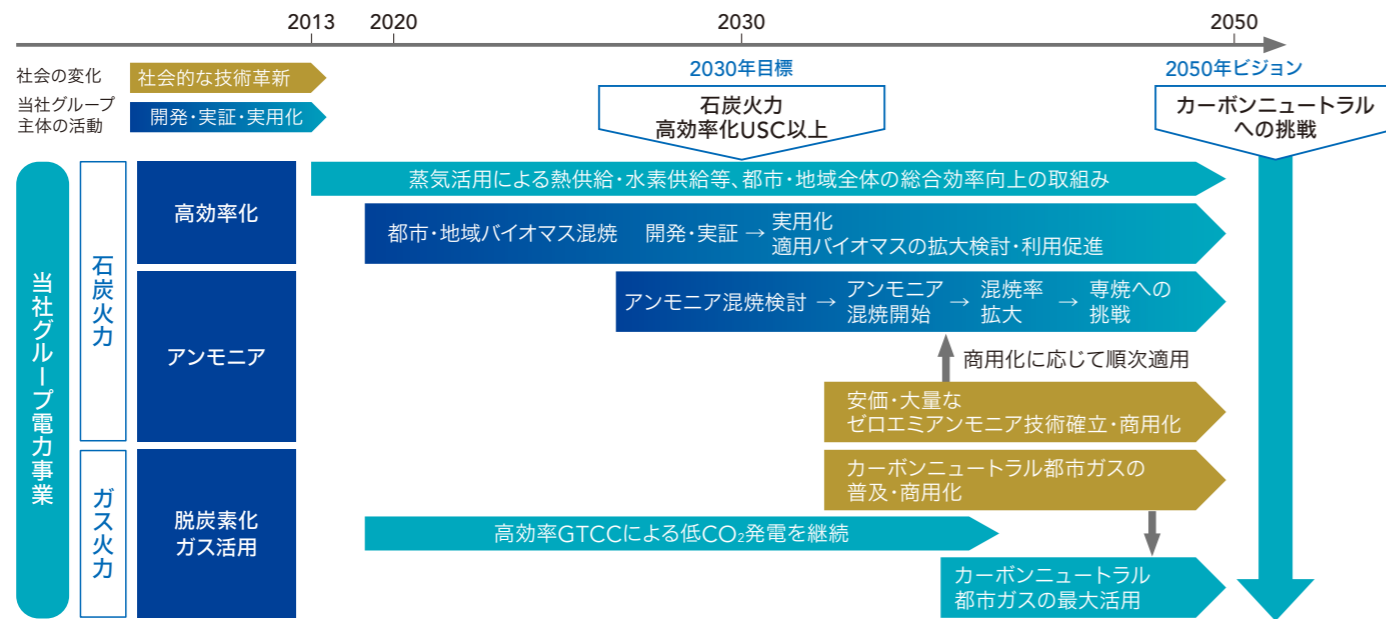 2013
2020
2030
2050
社会の変化
社会的な技術革新
当社グループ
主体の活動
開発・実証・実用化
2030年目標
石炭火力
高効率化USC以上
2050年ビジョン
カーボンニュートラル
への挑戦
当社グループ電力事業
石炭火力
高効率化
蒸気活用による熱供給・水素供給等、都市・地域全体の総合効率向上の取組み
都市・地域バイオマス混焼 開発・実証 → 実用化
適用バイオマスの拡大検討・利用促進
アンモニア
アンモニア混焼検討 → アンモニア
混焼開始 → 混焼率
拡大 → 専焼への
挑戦
商用化に応じて順次適用
安価・大量な
ゼロエミアンモニア技術確立・商用化
ガス火力
脱炭素化
ガス活用
カーボンニュートラル都市ガスの
普及・商用化
高効率GTCCによる低CO₂発電を継続
カーボンニュートラル
都市ガスの最大活用